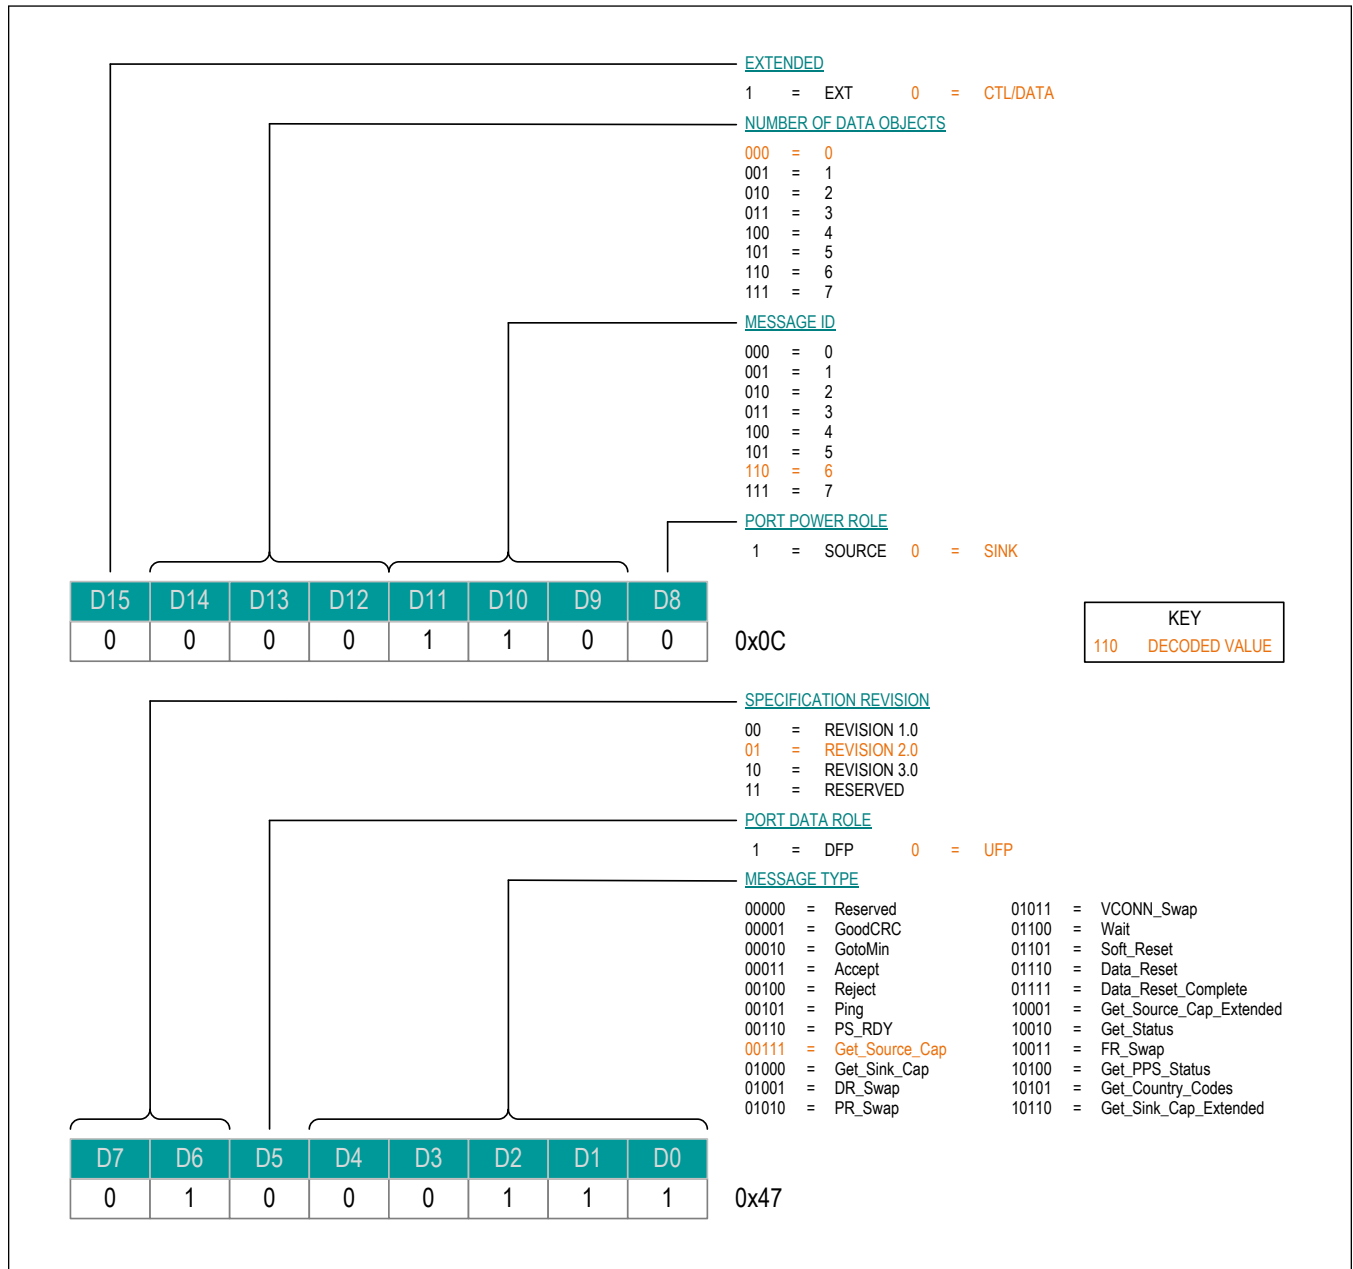 EXTENDED
1 = EXT 0 = CTL/DATA
NUMBER OF DATA OBJECTS
000 = 0
001 = 1
010 = 2
011 = 3
100 = 4
101 = 5
110 = 6
111 = 7
MESSAGE ID
000 = 0
001 = 1
010 = 2
011 = 3
100 = 4
101 = 5
110 = 6
111 = 7
PORT POWER ROLE
1 = SOURCE 0 = SINK
D15 D14 D13 D12 D11 D10 D9 D8
0 0 0 0 1 1 0 0 0x0C
KEY
110 DECODED VALUE
SPECIFICATION REVISION
00 = REVISION 1.0
01 = REVISION 2.0
10 = REVISION 3.0
11 = RESERVED
PORT DATA ROLE
1 = DFP 0 = UFP
MESSAGE TYPE
00000 = Reserved 01011 = VCONN_Swap
00001 = GoodCRC 01100 = Wait
00010 = GotoMin 01101 = Soft_Reset
00011 = Accept 01110 = Data_Reset
00100 = Reject 01111 = Data_Reset_Complete
00101 = Ping 10001 = Get_Source_Cap_Extended
00110 = PS_RDY 10010 = Get_Status
00111 = Get_Source_Cap 10011 = FR_Swap
01000 = Get_Sink_Cap 10100 = Get_PPS_Status
01001 = DR_Swap 10101 = Get_Country_Codes
01010 = PR_Swap 10110 = Get_Sink_Cap_Extended
D7 D6 D5 D4 D3 D2 D1 D0
0 1 0 0 0 1 1 1 0x47